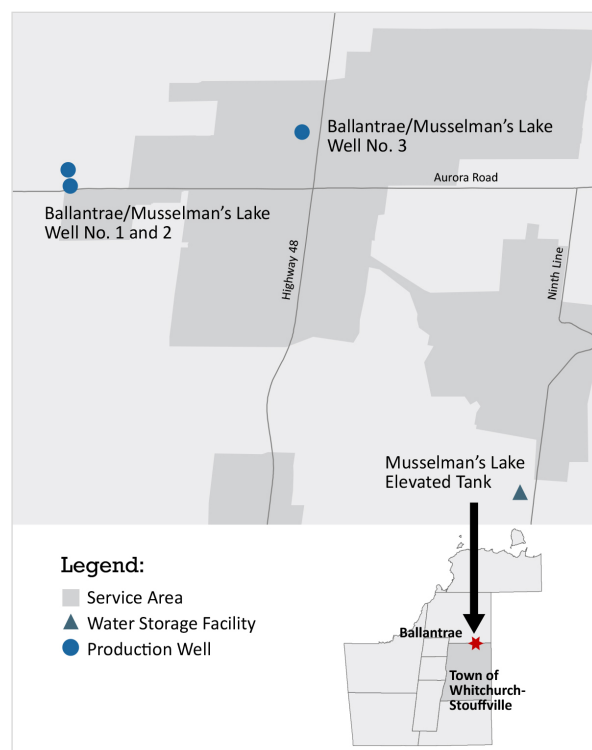 Ballantrae/Musselman's Lake
Well No. 3
Aurora Road
Ballantrae/Musselman's Lake
Well No. 1 and 2
Highway 48
Ninth Line
Musselman's Lake
Elevated Tank
Legend:
Service Area
Water Storage Facility
Production Well
Ballantrae
Town of
Whitchurch-
Stouffville